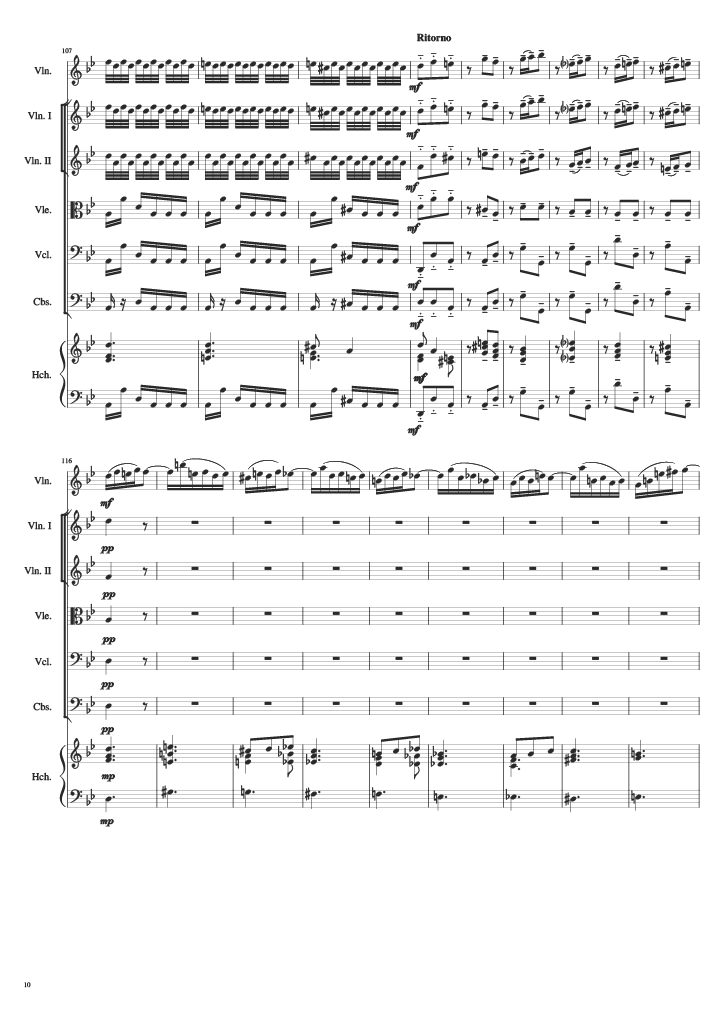 Ritorno
107
Vln.
mf
Vln. I
mf
Vln. II
mf
Vle.
mf
Vcl.
mf
Cbs.
mf
Hch.
mf
mf
116
Vln.
mf
Vln. I
pp
Vln. II
pp
Vle.
pp
Vcl.
pp
Cbs.
pp
Hch.
mp
mp
10